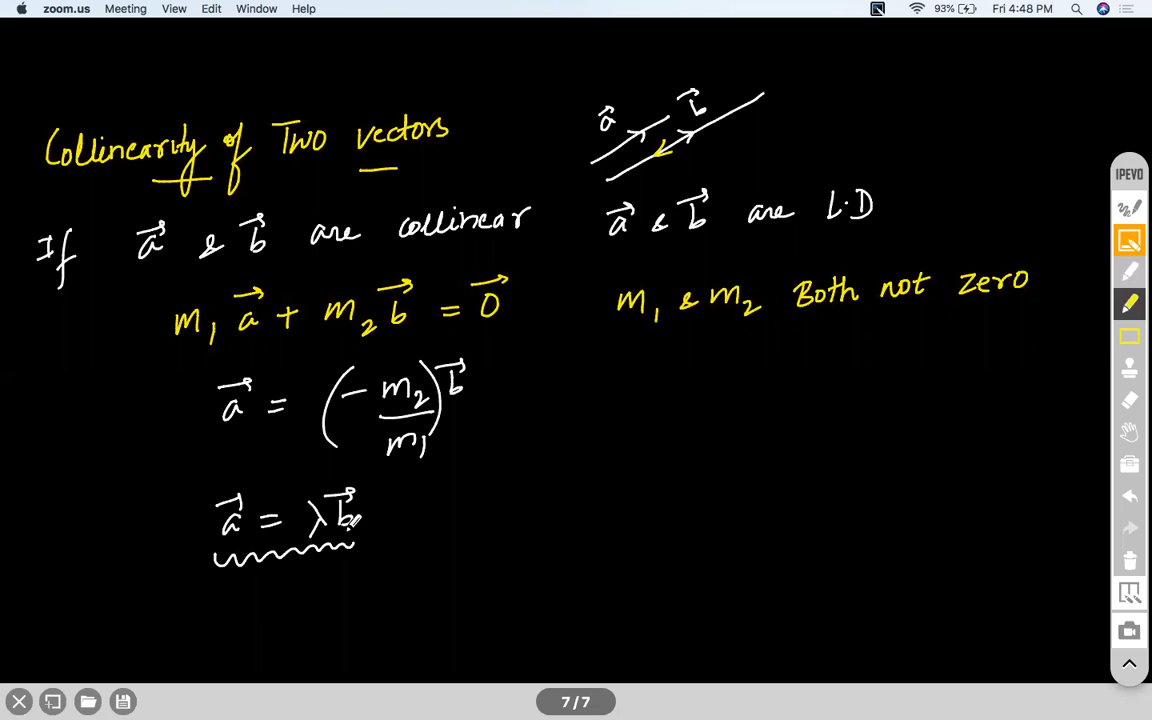 zoom.us Meeting View Edit Window Help 93% Fri 4:48 PM
Collinearity of Two vectors
a⃗ b⃗
If a⃗ & b⃗ are collinear a⃗ & b⃗ are L.D
m₁ a⃗ + m₂ b⃗ = 0⃗ m₁ & m₂ Both not zero
a⃗ = (− m₂/m₁) b⃗
a⃗ = λ b⃗
IPEVO
7 / 7